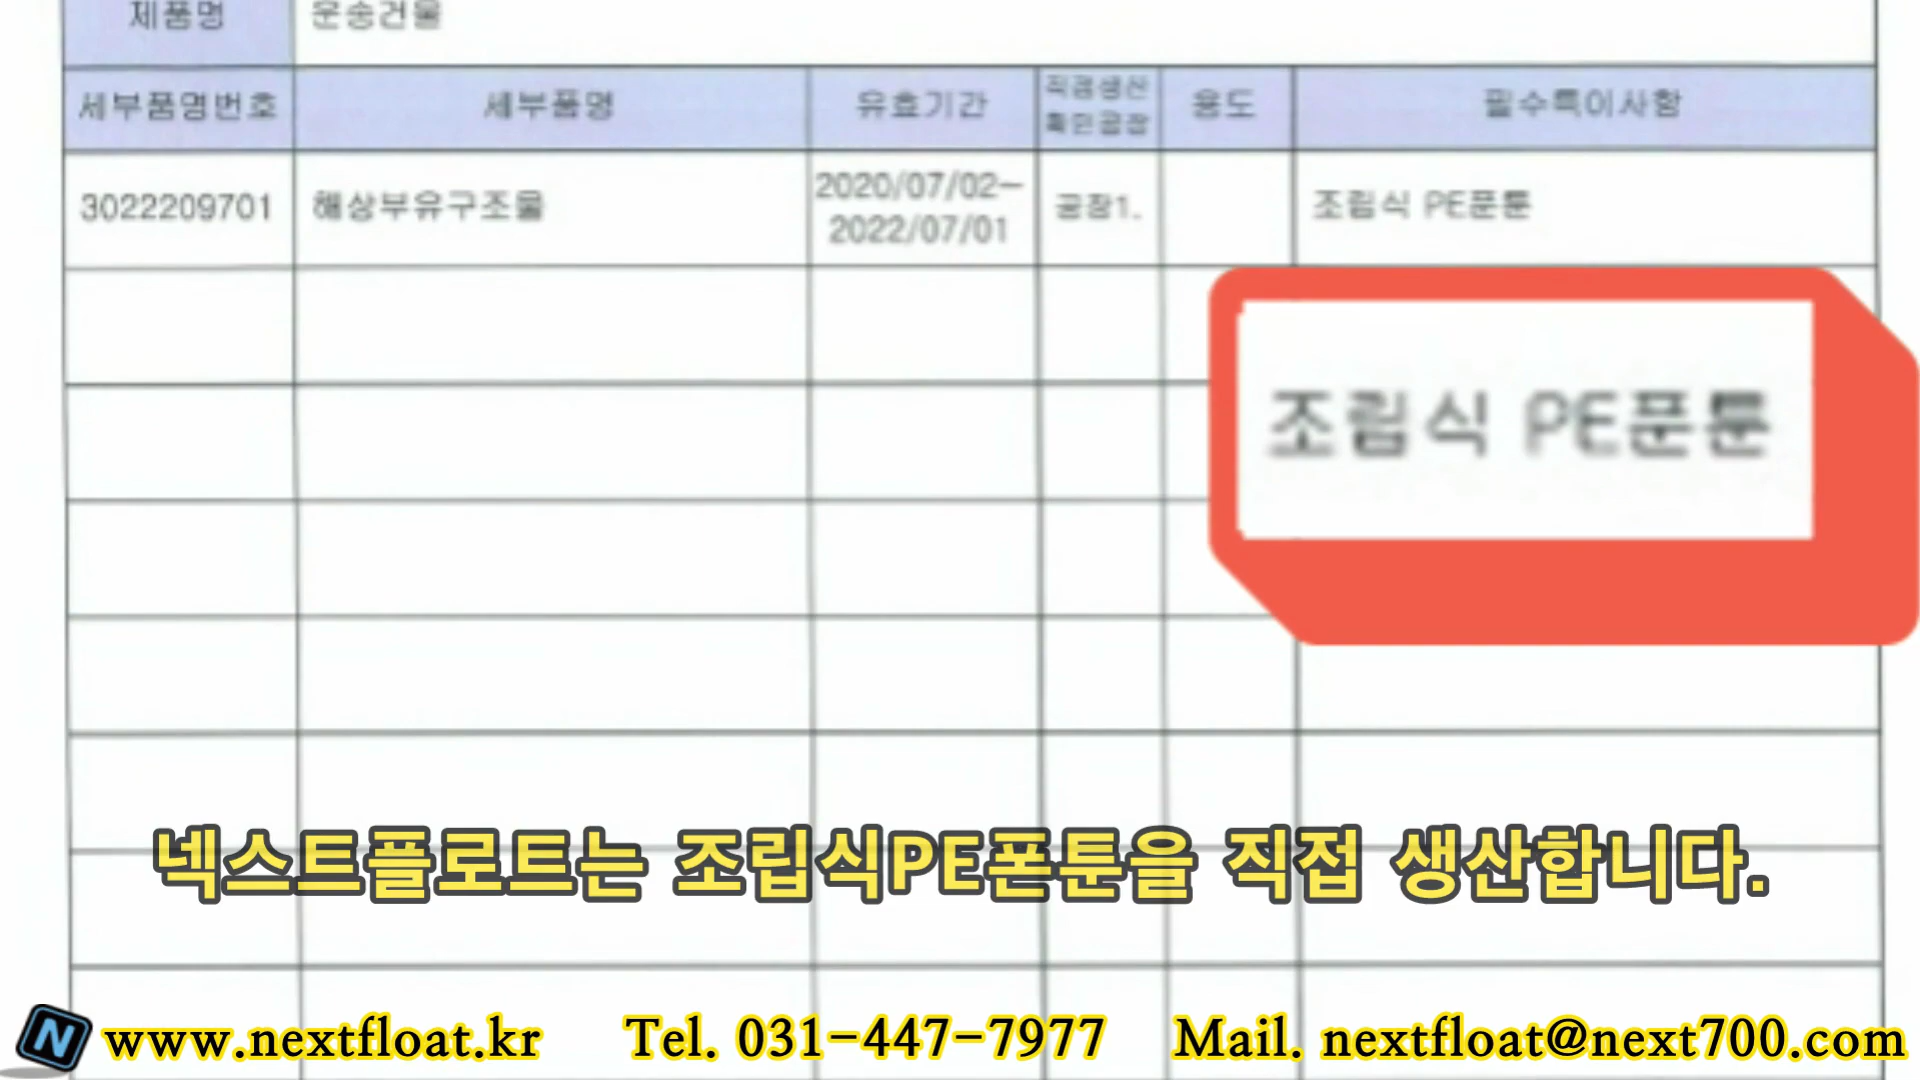 제품명 운송건물
세부품명번호 세부품명 유효기간 직접생산 확인공장 용도 필수특이사항
3022209701 해상부유구조물 2020/07/02- 2022/07/01 공장1. 조립식 PE푼툰
조립식 PE푼툰
넥스트플로트는 조립식PE폰툰을 직접 생산합니다.
N www.nextfloat.kr Tel. 031-447-7977 Mail. nextfloat@next700.com